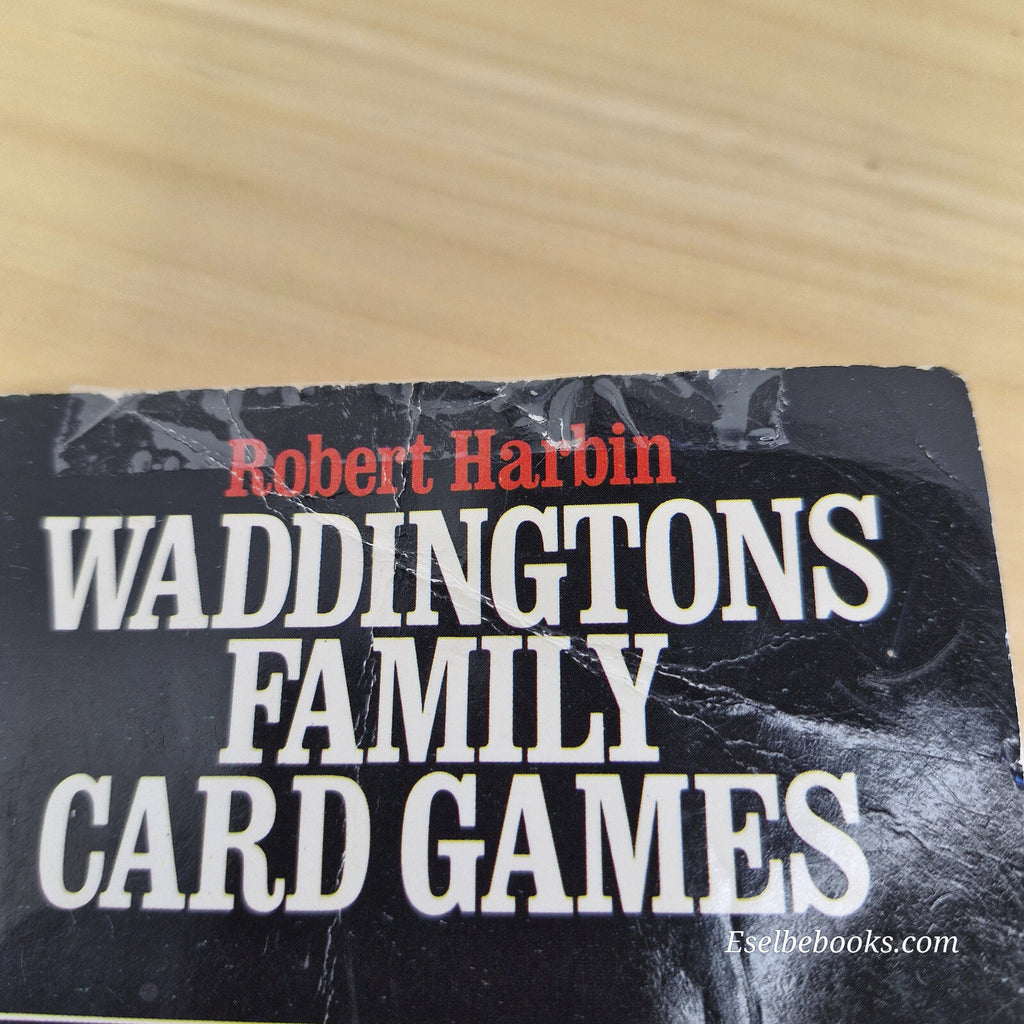 Robert Harbin
WADDINGTONS
FAMILY
CARD GAMES
Eselbebooks.com